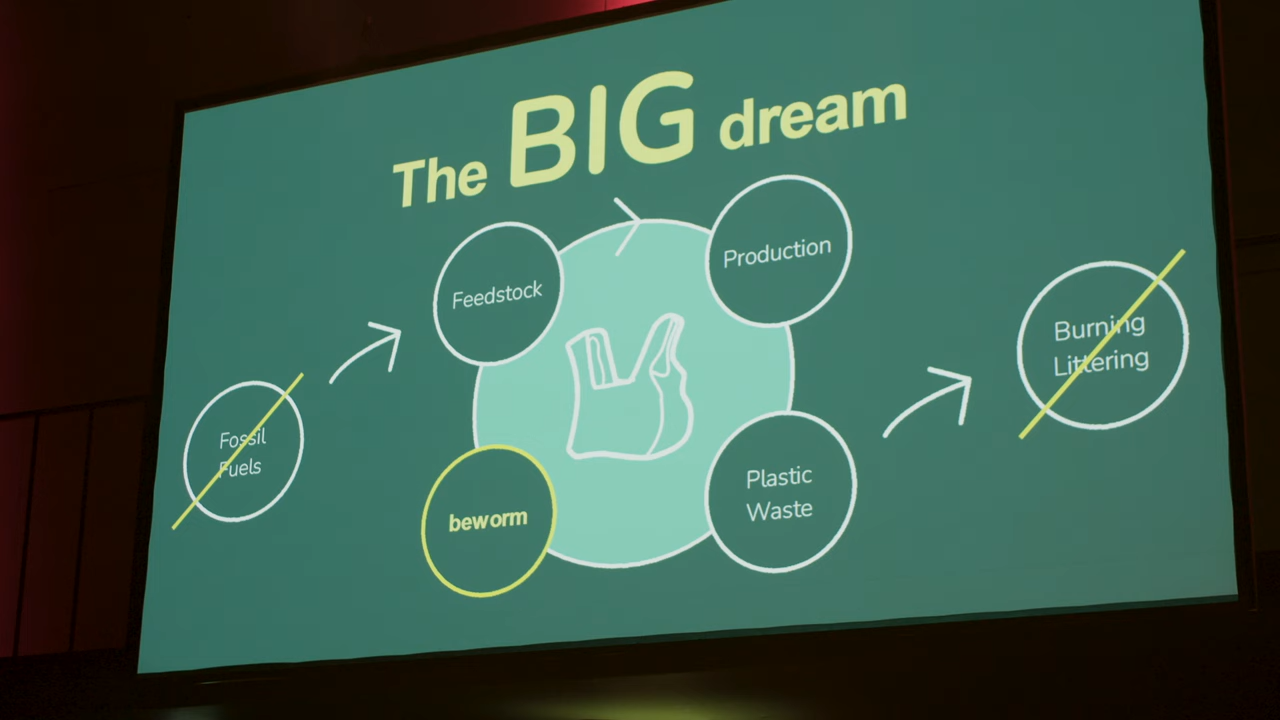 The BIG dream
Feedstock
Production
Fossil
Fuels
Burning
Littering
beworm
Plastic
Waste